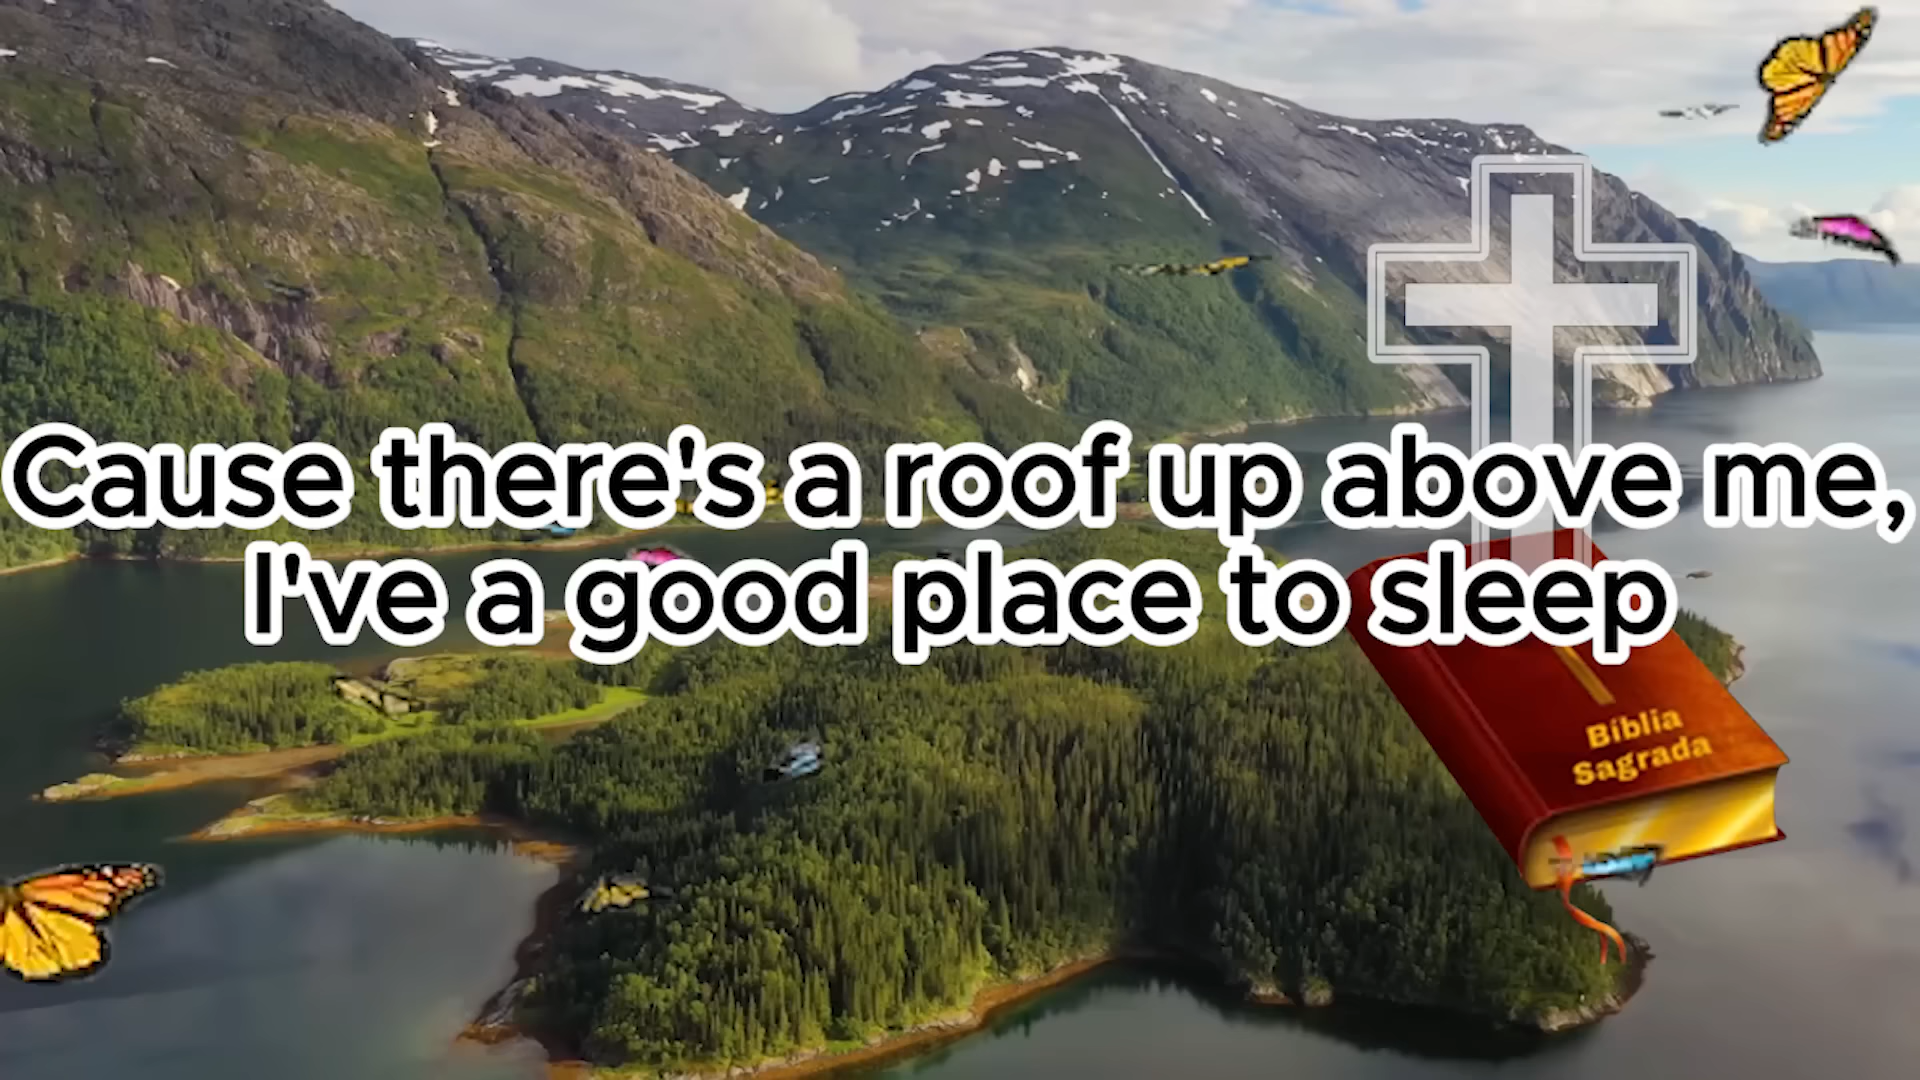 Cause there's a roof up above me,
I've a good place to sleep
Bíblia
Sagrada